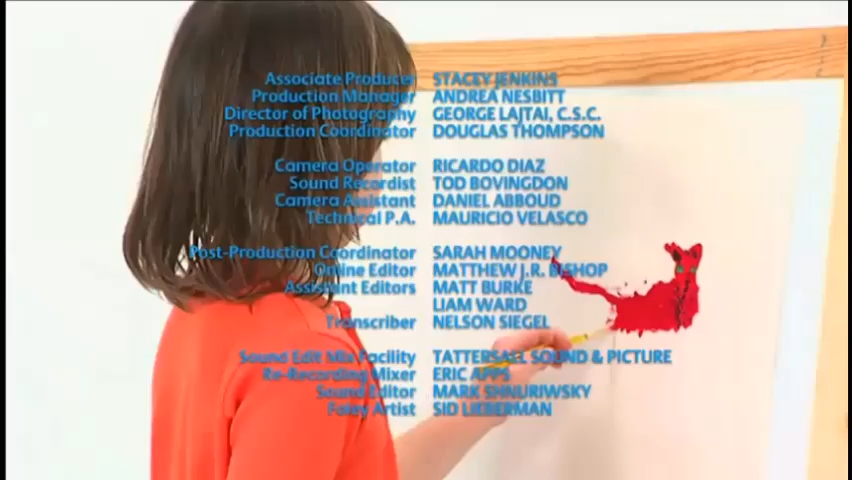 Associate Producer STACEY JENKINS
Production Manager ANDREA NESBITT
Director of Photography GEORGE LAJTAI, C.S.C.
Production Coordinator DOUGLAS THOMPSON
Camera Operator RICARDO DIAZ
Sound Recordist TOD BOVINGDON
Camera Assistant DANIEL ABBOUD
Technical P.A. MAURICIO VELASCO
Post-Production Coordinator SARAH MOONEY
Online Editor MATTHEW J.R. BISHOP
Assistant Editors MATT BURKE
LIAM WARD
Transcriber NELSON SIEGEL
Sound Edit Mix Facility TATTERSALL SOUND & PICTURE
Re-Recording Mixer ERIC APPS
Sound Editor MARK SHNURIWSKY
Foley Artist SID LIEBERMAN